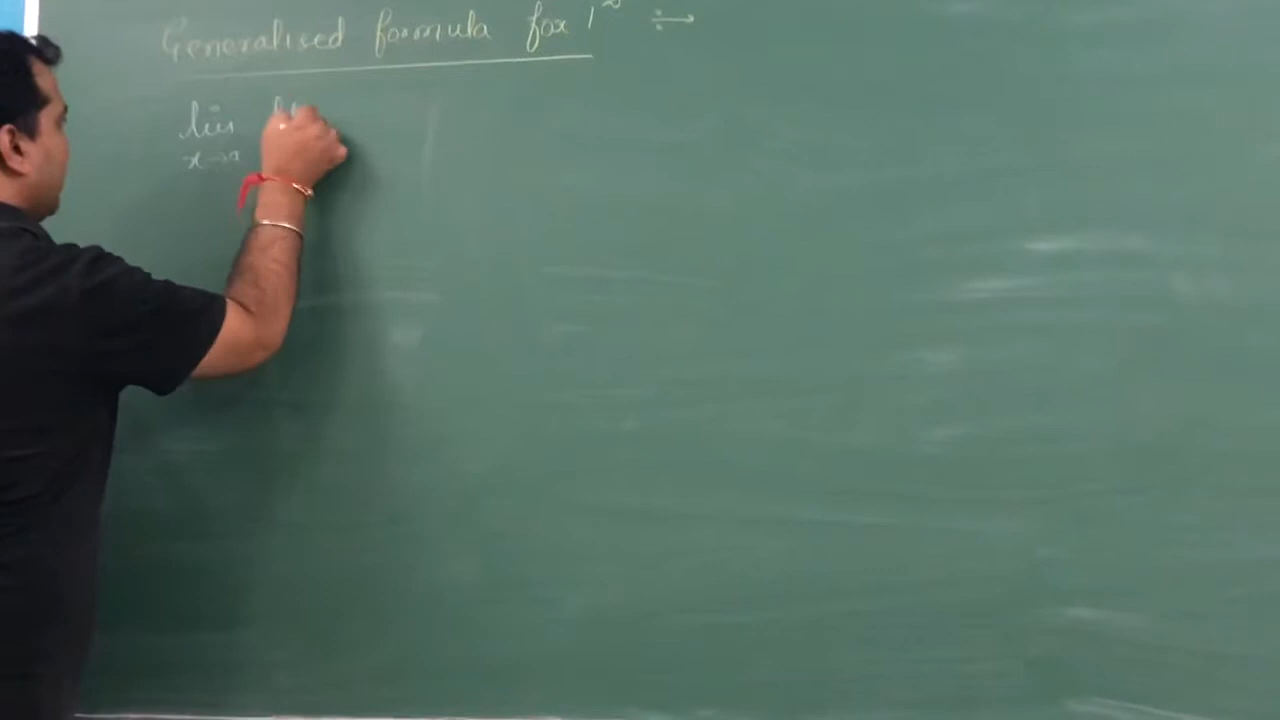 Generalised formula for 1^∞ ÷→
lim
x→a